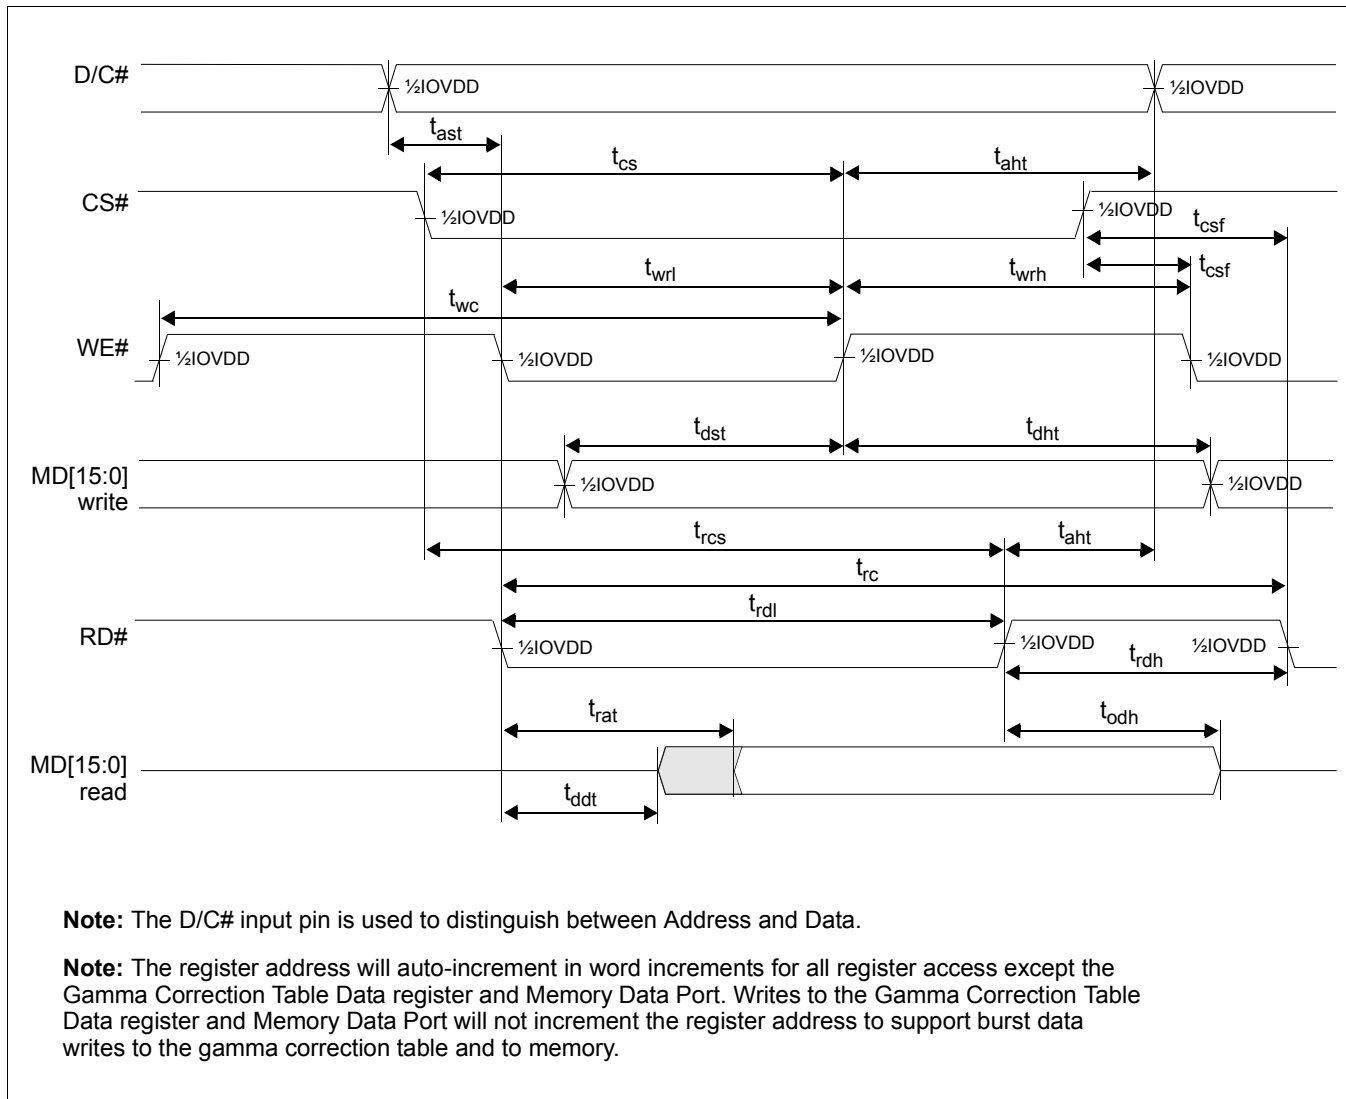 D/C#
½IOVDD
½IOVDD
tast
tcs
taht
CS#
½IOVDD
½IOVDD
tcsf
twrl
twrh
tcsf
twc
WE#
½IOVDD
½IOVDD
½IOVDD
½IOVDD
tdst
tdht
MD[15:0]
write
½IOVDD
½IOVDD
trcs
taht
trc
trdl
RD#
½IOVDD
½IOVDD
½IOVDD
trdh
trat
todh
MD[15:0]
read
tddt
Note: The D/C# input pin is used to distinguish between Address and Data.
Note: The register address will auto-increment in word increments for all register access except the
Gamma Correction Table Data register and Memory Data Port. Writes to the Gamma Correction Table
Data register and Memory Data Port will not increment the register address to support burst data
writes to the gamma correction table and to memory.